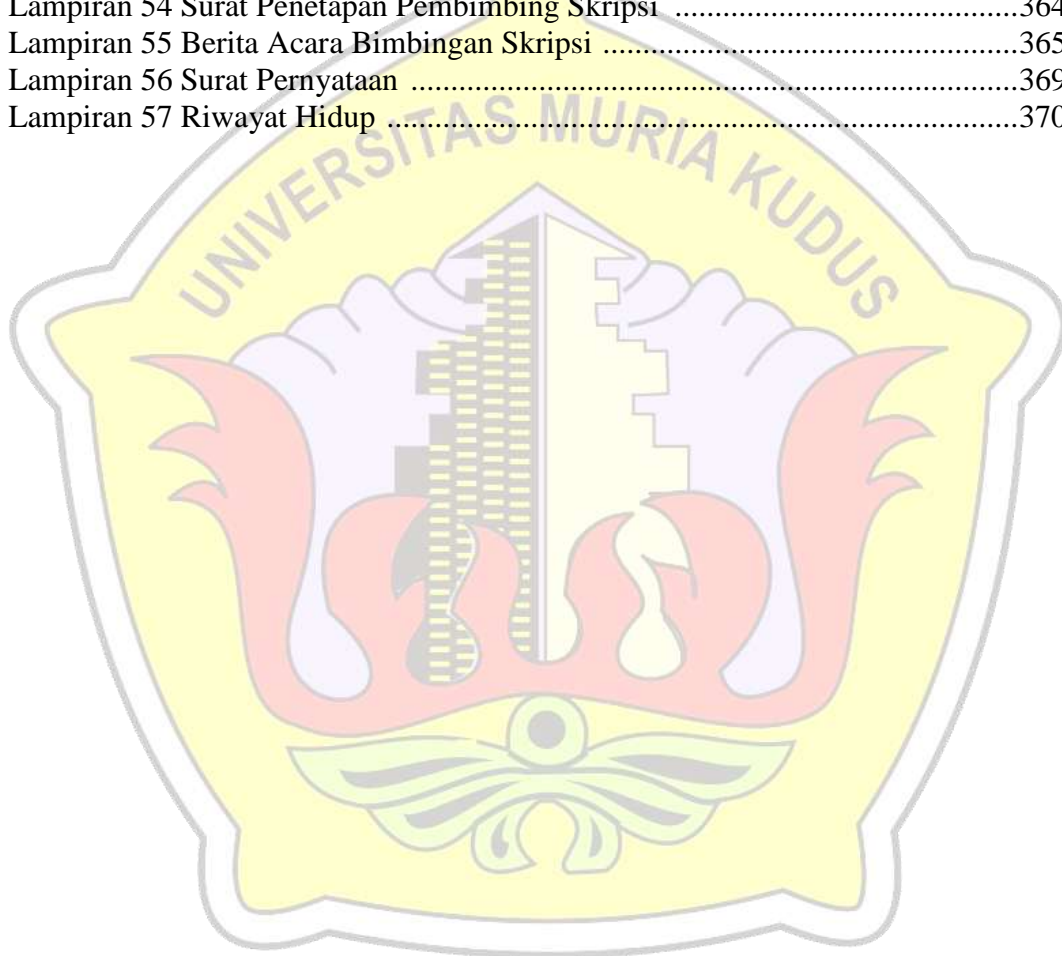 Lampiran 54 Surat Penetapan Pembimbing Skripsi ....................................................364
Lampiran 55 Berita Acara Bimbingan Skripsi ..............................................................365
Lampiran 56 Surat Pernyataan ...........................................................................................369
Lampiran 57 Riwayat Hidup ..............................................................................................370
UNIVERSITAS MURIA KUDUS